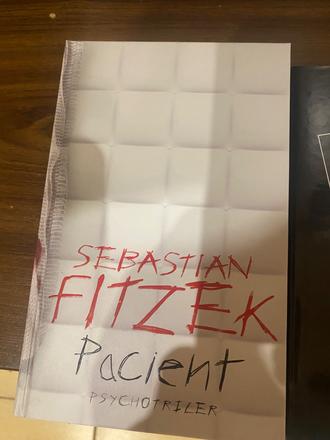 SEBASTIAN
FITZEK
Pacient
PSYCHOTRILER